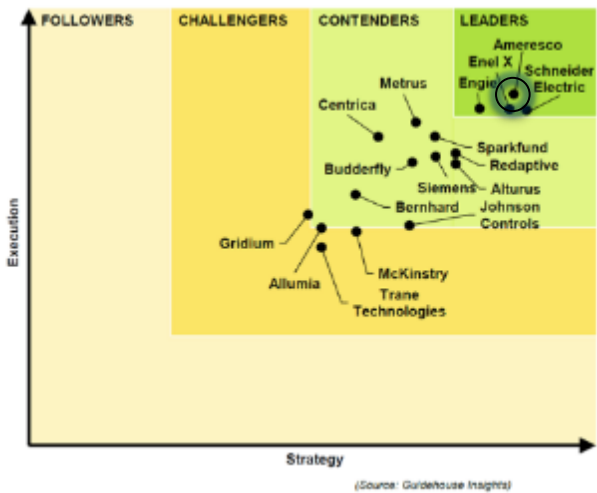 FOLLOWERS
CHALLENGERS
CONTENDERS
LEADERS
Ameresco
Enel X
Schneider
Electric
Engie
Metrus
Centrica
Sparkfund
Redaptive
Budderfly
Siemens
Alturus
Bernhard
Johnson
Controls
Gridium
McKinstry
Allumia
Trane
Technologies
Execution
Strategy
(Source: Guidehouse Insights)